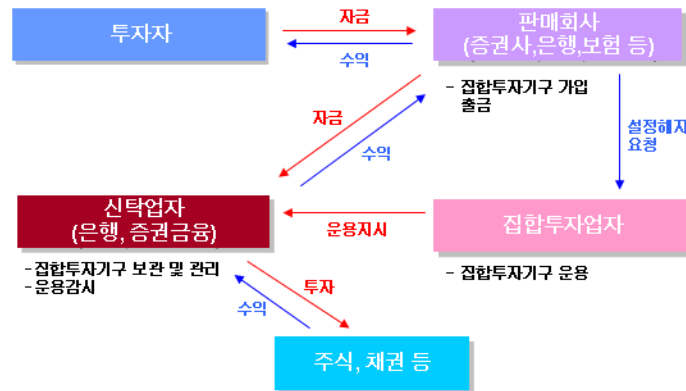 투자자
자금
수익
판매회사
(증권사,은행,보험 등)
- 집합투자기구 가입
출금
자금
수익
설정해지
요청
신탁업자
(은행, 증권금융)
운용지시
집합투자업자
-집합투자기구 보관 및 관리
-운용감시
- 집합투자기구 운용
투자
수익
주식, 채권 등